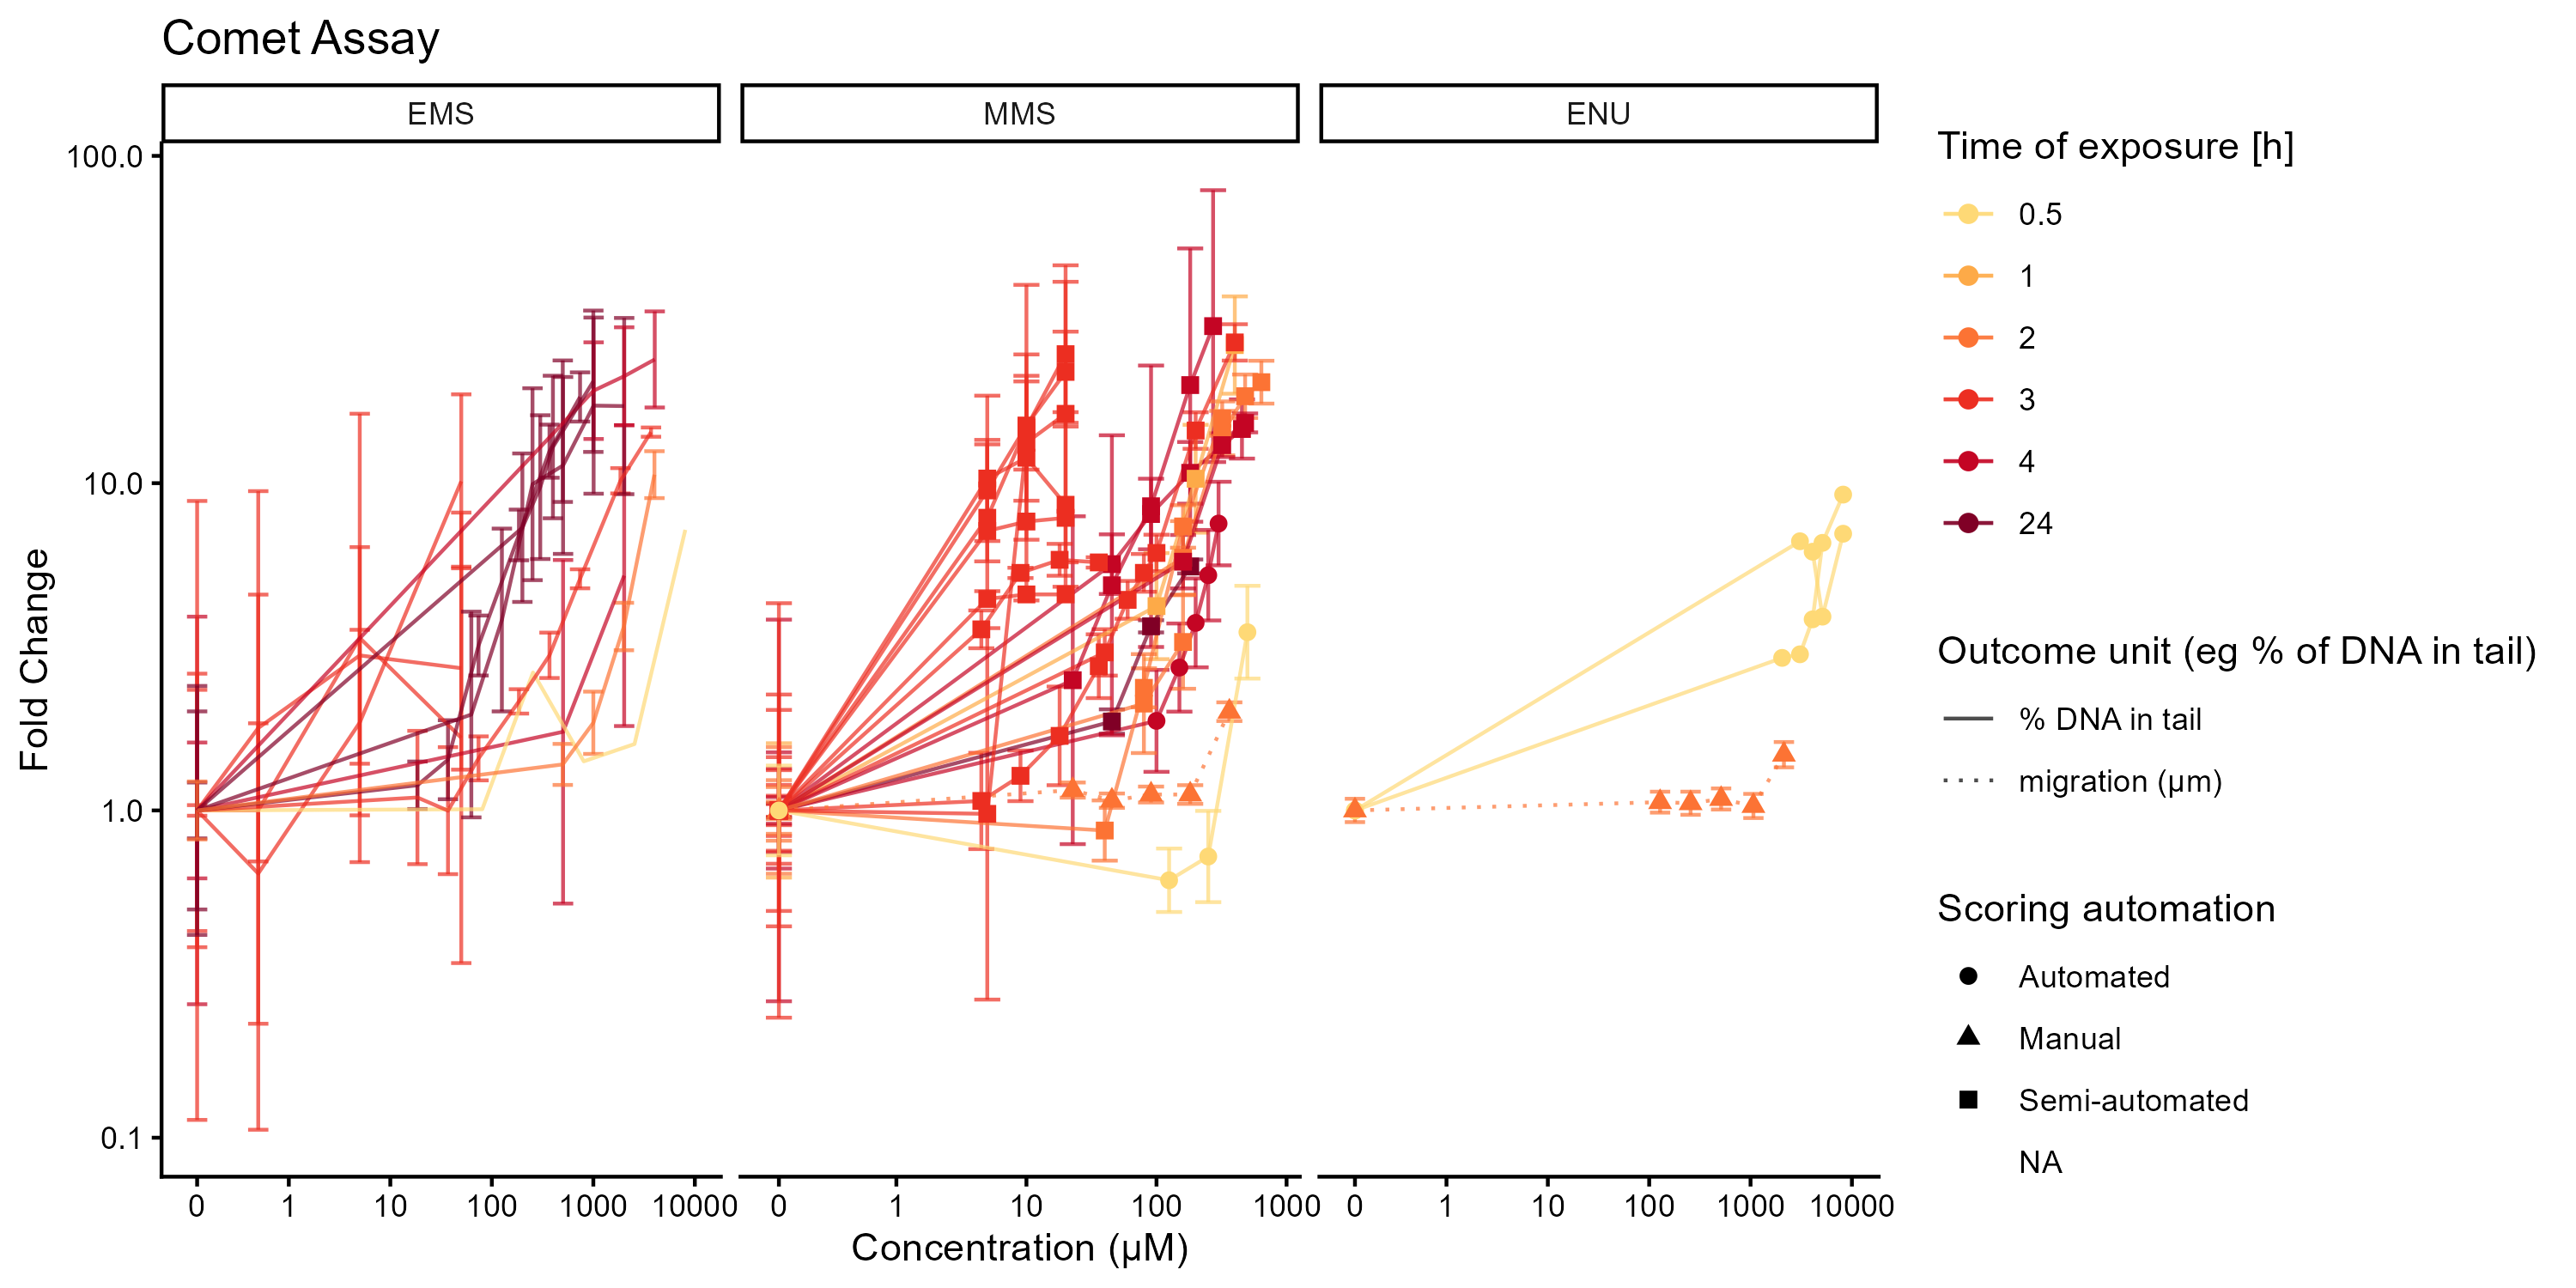 Comet Assay
EMS
MMS
ENU
Fold Change
100.0
10.0
1.0
0.1
0 1 10 100 1000 10000
0 1 10 100 1000
0 1 10 100 1000 10000
Concentration (µM)
Time of exposure [h]
0.5
1
2
3
4
24
Outcome unit (eg % of DNA in tail)
% DNA in tail
migration (µm)
Scoring automation
Automated
Manual
Semi-automated
NA